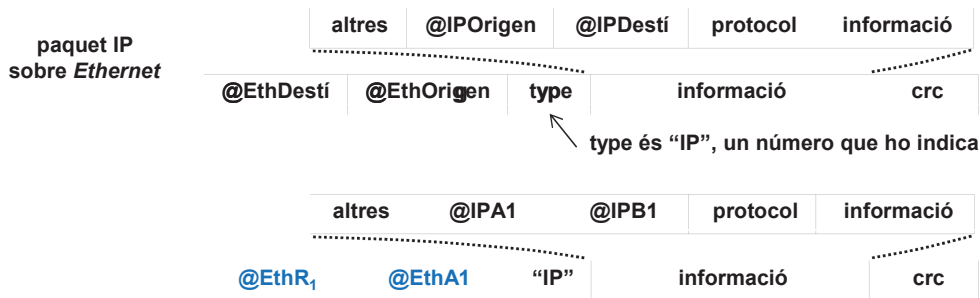 altres @IPOrigen @IPDestí protocol informació
paquet IP
sobre Ethernet
@EthDestí @EthOrigen type informació crc
type és “IP”, un número que ho indica
altres @IPA1 @IPB1 protocol informació
@EthR1 @EthA1 “IP” informació crc